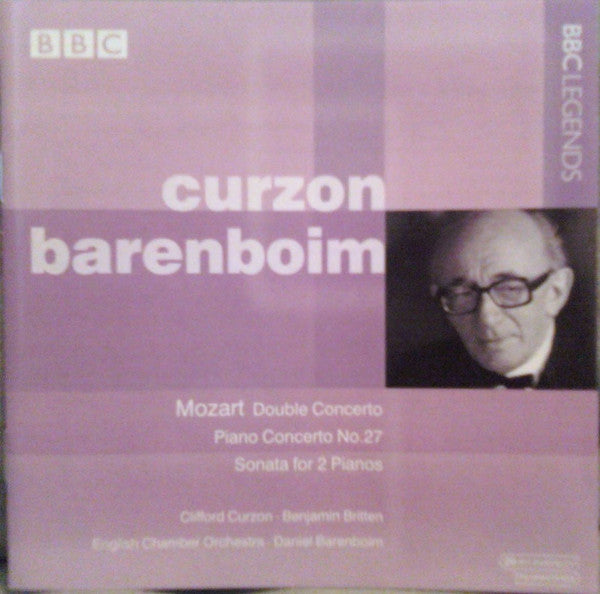 BBC
BBC LEGENDS
curzon
barenboim
Mozart Double Concerto
Piano Concerto No.27
Sonata for 2 Pianos
Clifford Curzon · Benjamin Britten
English Chamber Orchestra · Daniel Barenboim